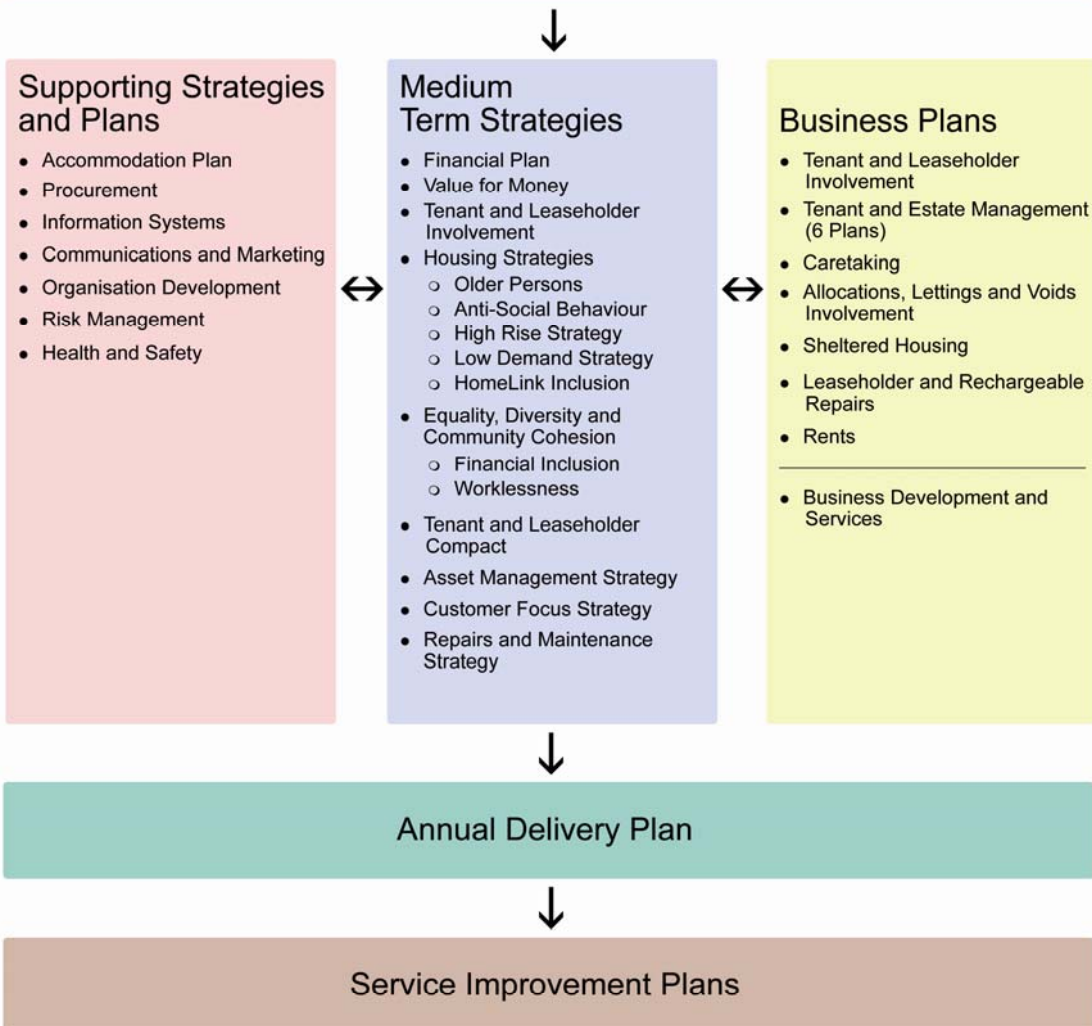 Supporting Strategies
and Plans
• Accommodation Plan
• Procurement
• Information Systems
• Communications and Marketing
• Organisation Development
• Risk Management
• Health and Safety
Medium
Term Strategies
• Financial Plan
• Value for Money
• Tenant and Leaseholder
Involvement
• Housing Strategies
○ Older Persons
○ Anti-Social Behaviour
○ High Rise Strategy
○ Low Demand Strategy
○ HomeLink Inclusion
• Equality, Diversity and
Community Cohesion
○ Financial Inclusion
○ Worklessness
• Tenant and Leaseholder
Compact
• Asset Management Strategy
• Customer Focus Strategy
• Repairs and Maintenance
Strategy
Business Plans
• Tenant and Leaseholder
Involvement
• Tenant and Estate Management
(6 Plans)
• Caretaking
• Allocations, Lettings and Voids
Involvement
• Sheltered Housing
• Leaseholder and Rechargeable
Repairs
• Rents
• Business Development and
Services
Annual Delivery Plan
Service Improvement Plans